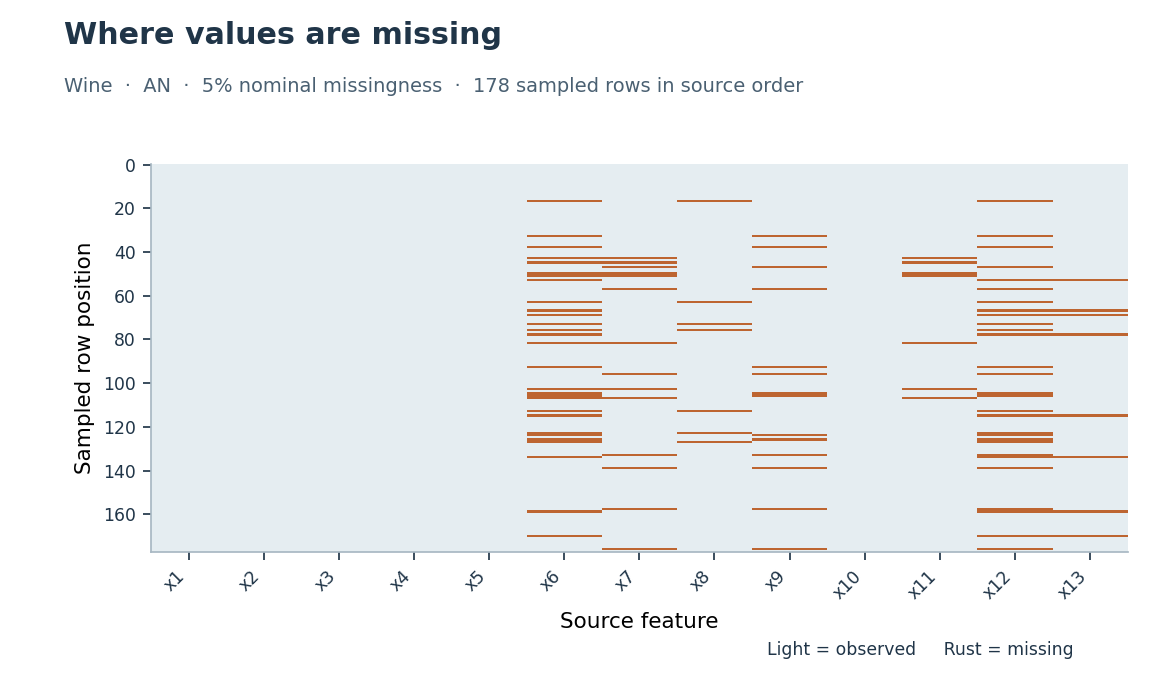 Where values are missing
Wine · AN · 5% nominal missingness · 178 sampled rows in source order
0
20
40
60
80
100
120
140
160
Sampled row position
x1 x2 x3 x4 x5 x6 x7 x8 x9 x10 x11 x12 x13
Source feature
Light = observed Rust = missing